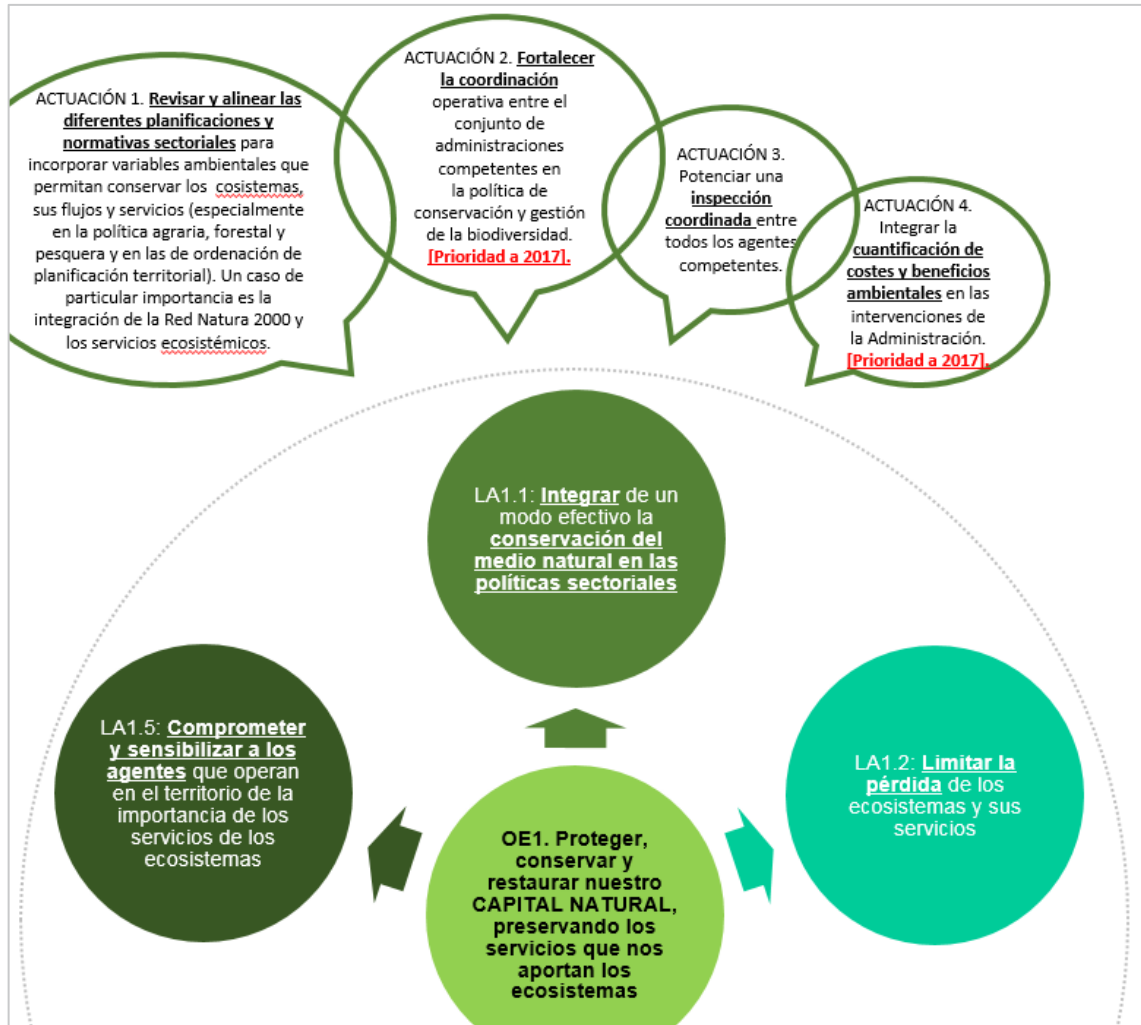 ACTUACIÓN 1. Revisar y alinear las
diferentes planificaciones y
normativas sectoriales para
incorporar variables ambientales que
permitan conservar los cosistemas,
sus flujos y servicios (especialmente
en la política agraria, forestal y
pesquera y en las de ordenación de
planificación territorial). Un caso de
particular importancia es la
integración de la Red Natura 2000 y
los servicios ecosistémicos.
ACTUACIÓN 2. Fortalecer
la coordinación
operativa entre el
conjunto de
administraciones
competentes en
la política de
conservación y gestión
de la biodiversidad.
[Prioridad a 2017].
ACTUACIÓN 3.
Potenciar una
inspección
coordinada entre
todos los agentes
competentes.
ACTUACIÓN 4.
Integrar la
cuantificación de
costes y beneficios
ambientales en las
intervenciones de
la Administración.
[Prioridad a 2017].
LA1.1: Integrar de un
modo efectivo la
conservación del
medio natural en las
políticas sectoriales
LA1.5: Comprometer
y sensibilizar a los
agentes que operan
en el territorio de la
importancia de los
servicios de los
ecosistemas
LA1.2: Limitar la
pérdida de los
ecosistemas y sus
servicios
OE1. Proteger,
conservar y
restaurar nuestro
CAPITAL NATURAL,
preservando los
servicios que nos
aportan los
ecosistemas